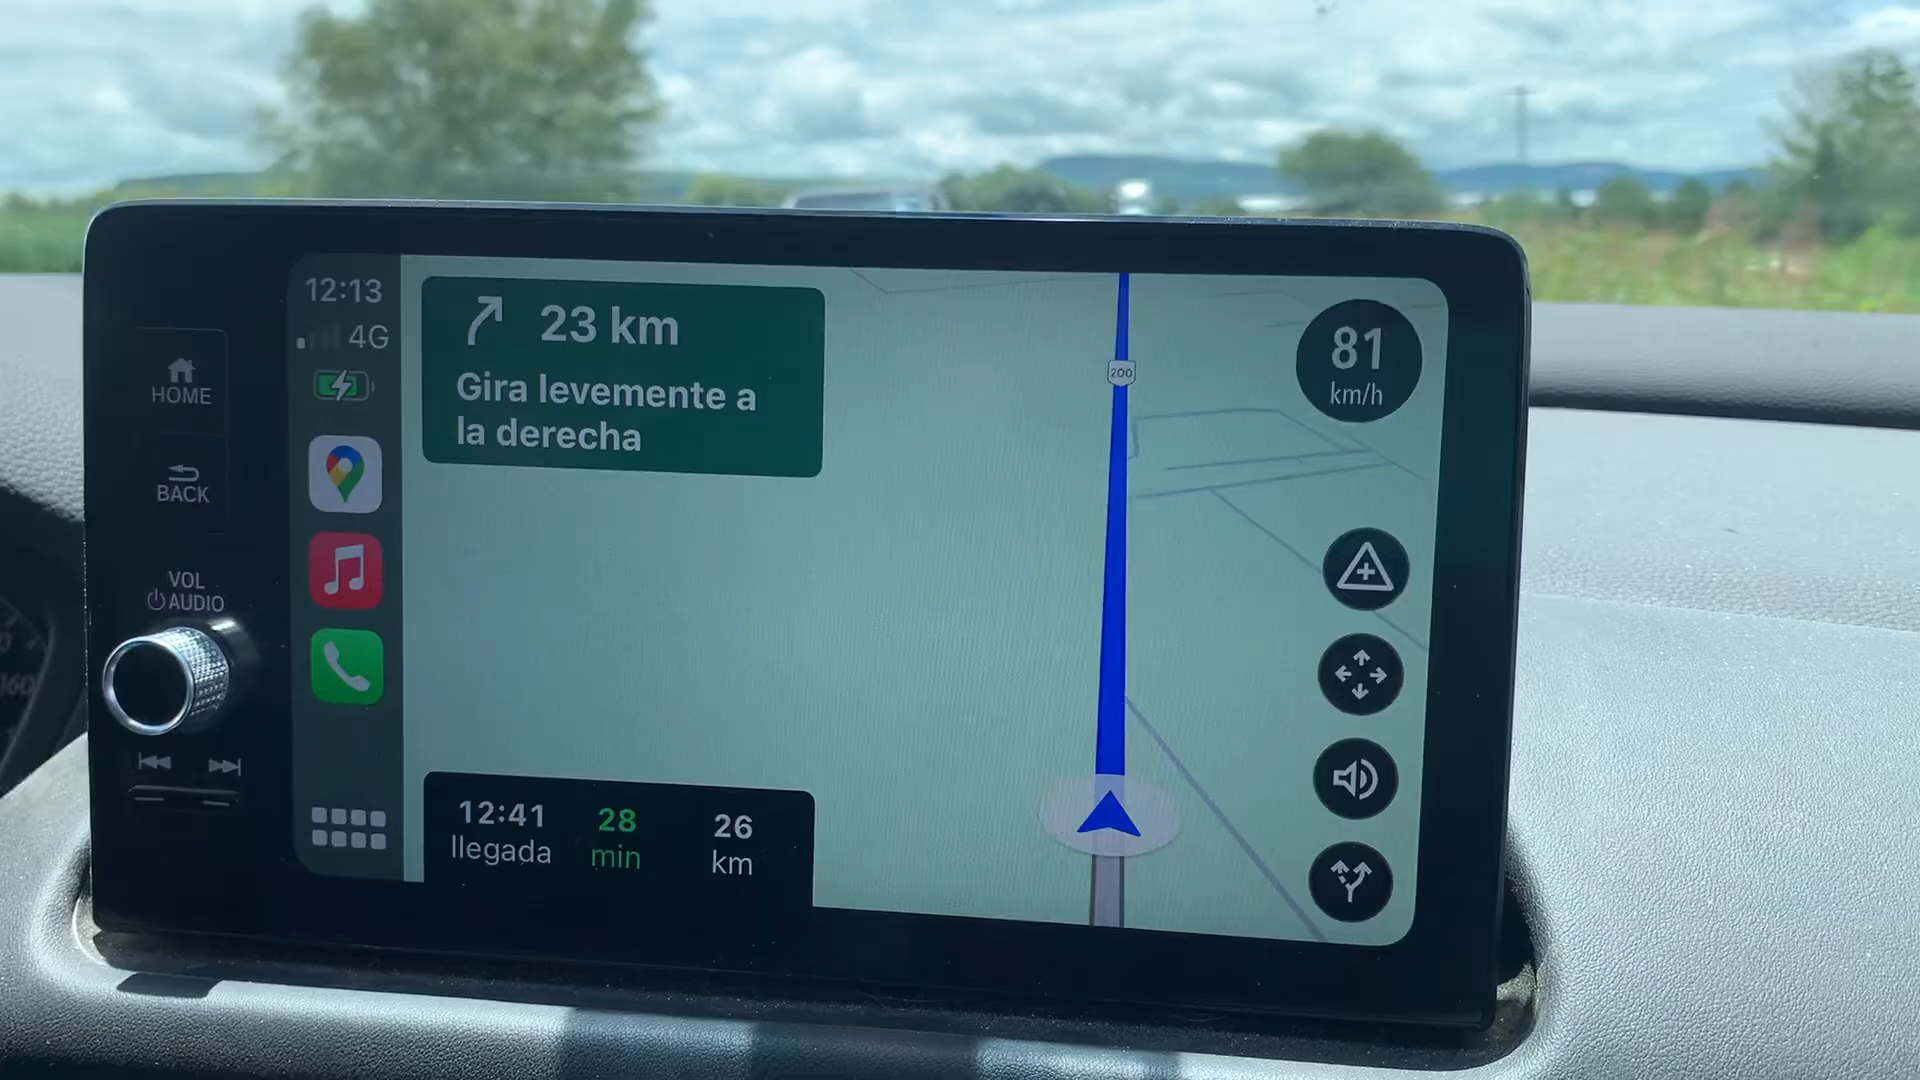 12:13
4G
HOME
BACK
VOL
AUDIO
23 km
Gira levemente a
la derecha
200
81
km/h
12:41
llegada
28
min
26
km
160